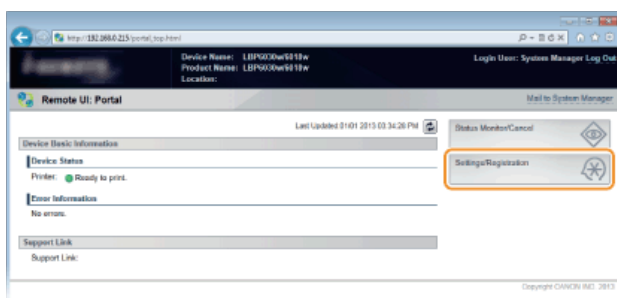 http://192.168.0.215/portal_top.html
Device Name: LBP6030w/6018w
Product Name: LBP6030w/6018w
Location:
Login User: System Manager Log Out
Remote UI: Portal
Mail to System Manager
Last Updated 01/01 2013 03:34:26 PM
Device Basic Information
Device Status
Printer: Ready to print.
Error Information
No errors.
Support Link
Support Link:
Status Monitor/Cancel
Settings/Registration
Copyright CANON INC. 2013